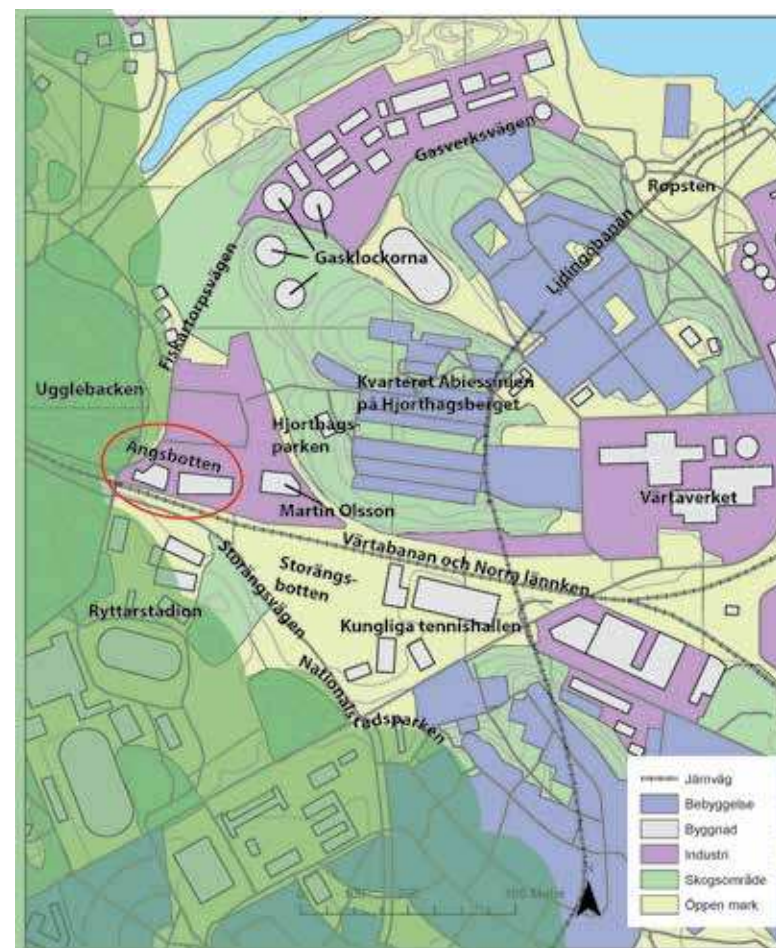 Gasverksvägen
Ropsten
Lidingöbanan
Gasklockorna
Fiskartorpsvägen
Ugglebacken
Kvarteret Abiessinien
på Hjorthagsberget
Hjorthags-
parken
Ängsbotten
Värtaverket
Martin Olsson
Värtabanan och Norra lännken
Storängs-
botten
Storängsvägen
Ryttarstadion
Kungliga tennishallen
Nationalstadsparken
Järnväg
Bebyggelse
Byggnad
Industri
Skogsområde
Öppen mark